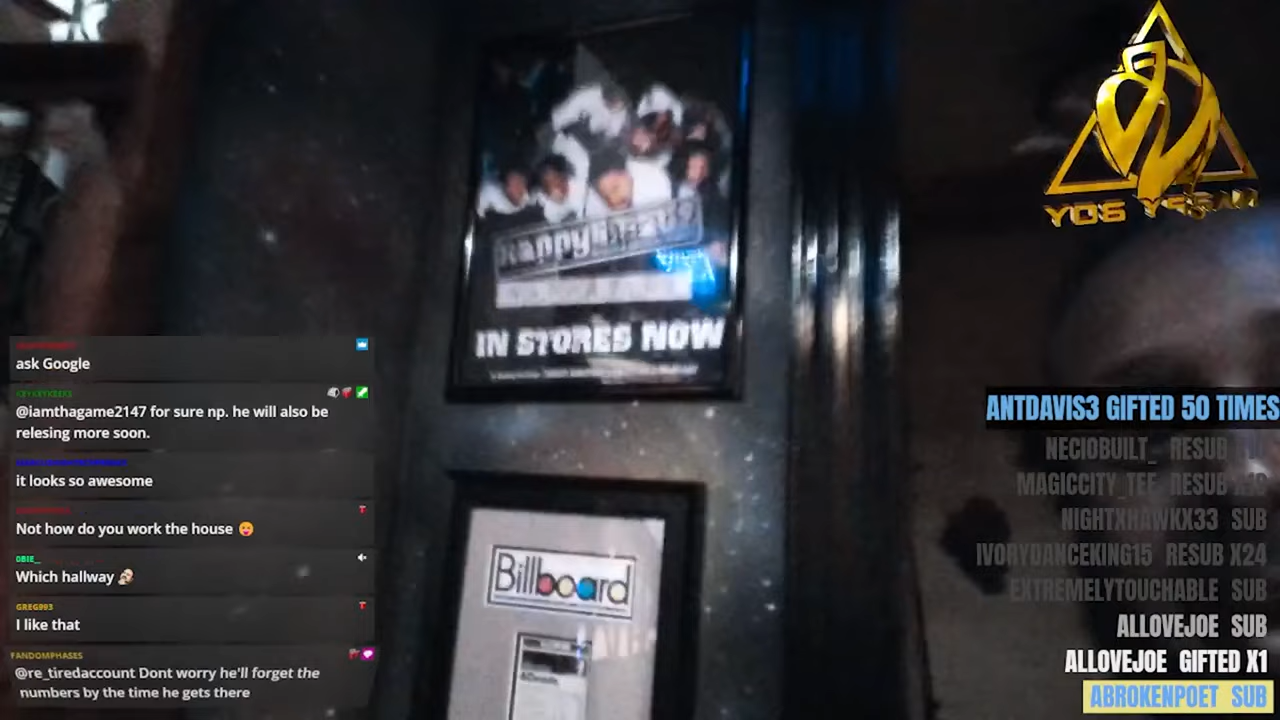 IN STORES NOW
Billboard
YOS
ask Google
@iamthagame2147 for sure np. he will also be
relesing more soon.
it looks so awesome
Not how do you work the house
OBIE_
Which hallway
GREG993
I like that
FANDOMPHASES
@re_tiredaccount Dont worry he'll forget the
numbers by the time he gets there
ANTDAVIS3 GIFTED 50 TIMES
NECIOBUILT_ RESUB
MAGICCITY_TEE RESUB
NIGHTXHAWKX33 SUB
IVORYDANCEKING15 RESUB X24
EXTREMELYTOUCHABLE SUB
ALLOVEJOE SUB
ALLOVEJOE GIFTED X1
ABROKENPOET SUB